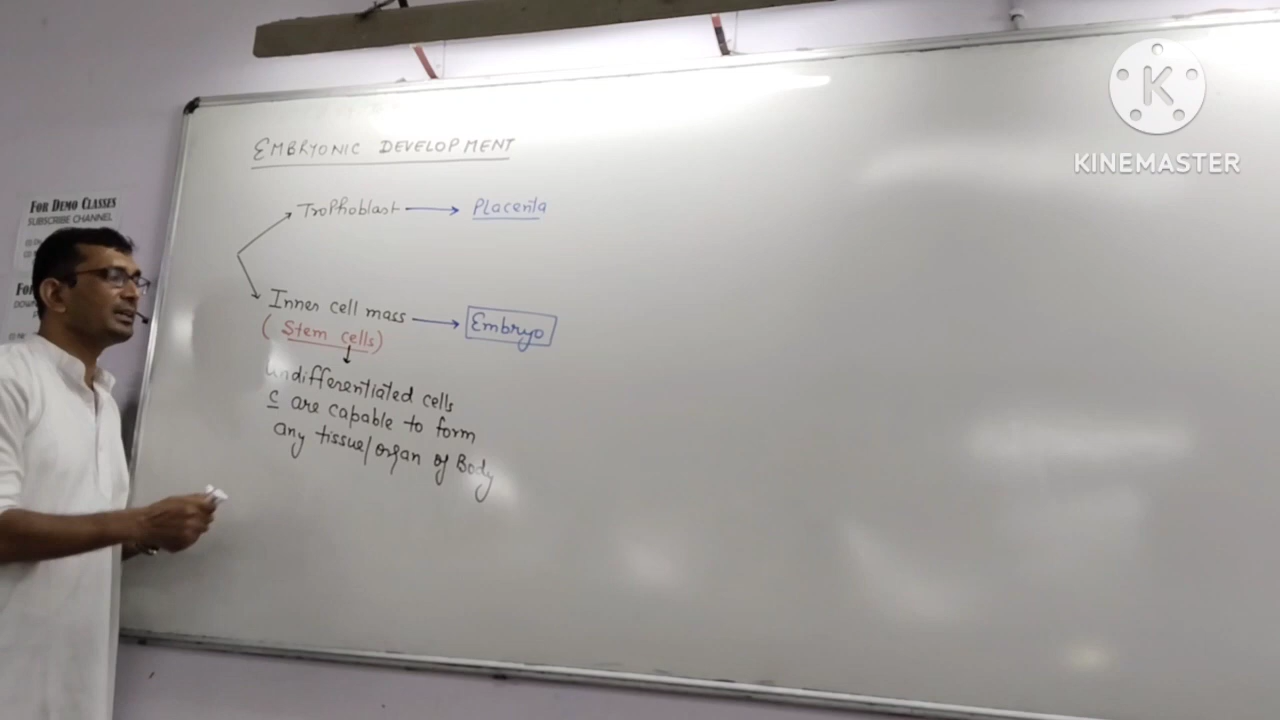 KINEMASTER
EMBRYONIC DEVELOPMENT
Trophoblast → Placenta
Inner cell mass → Embryo
(Stem cells)
undifferentiated cells
c̲ are capable to form
any tissue/organ of Body
FOR DEMO CLASSES
SUBSCRIBE CHANNEL